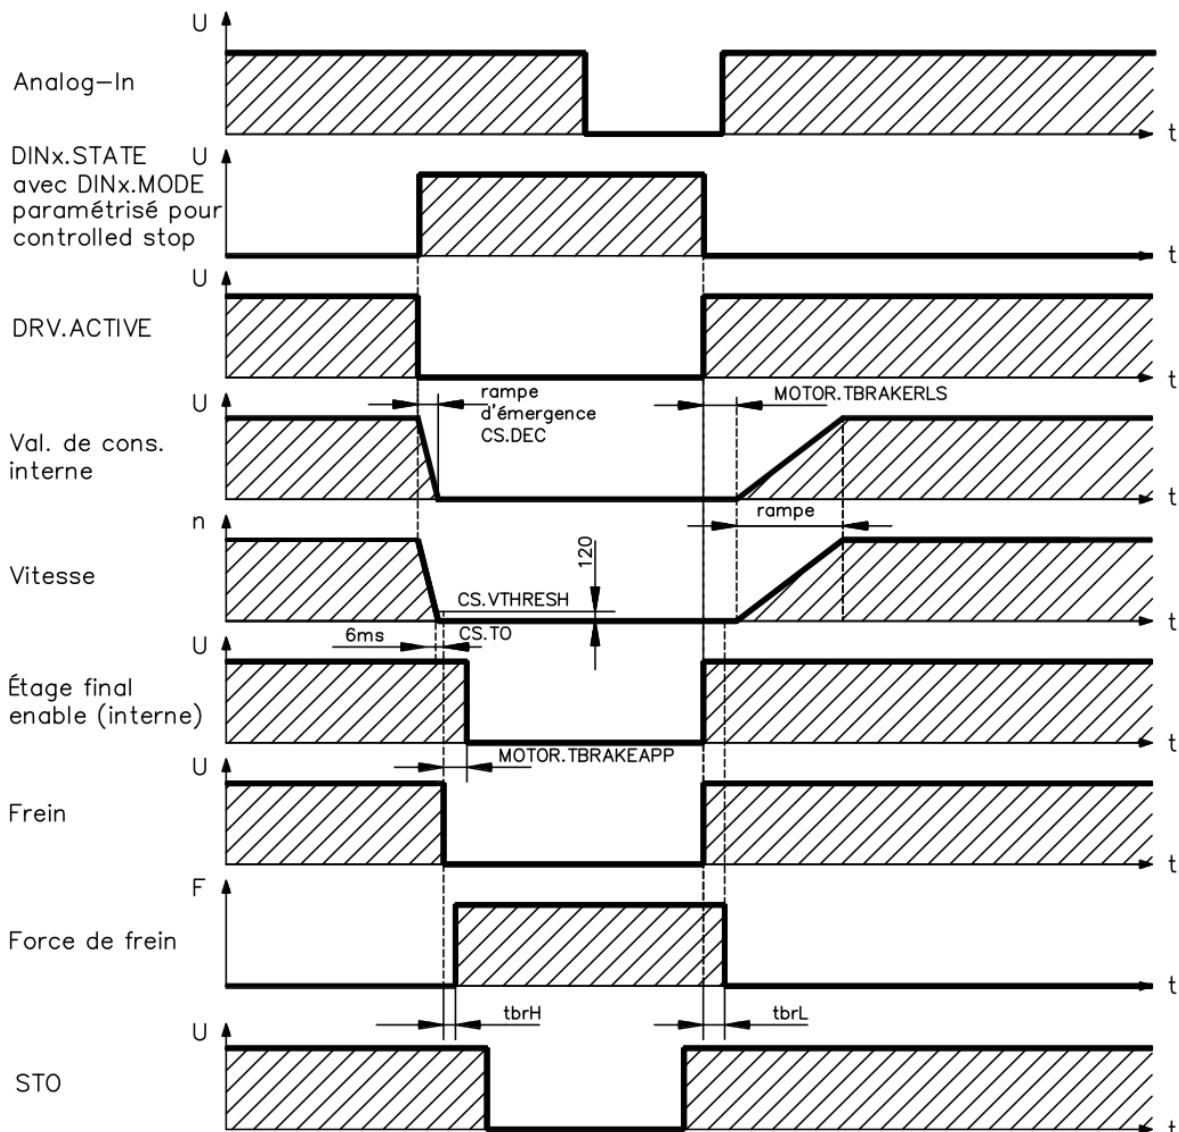 U
Analog-In
t
DINx.STATE
U
avec DINx.MODE
paramétrisé pour
controlled stop
t
U
DRV.ACTIVE
t
U
rampe
d'émergence
CS.DEC
MOTOR.TBRAKERLS
Val. de cons.
interne
t
n
rampe
Vitesse
120
CS.VTHRESH
t
6ms
CS.TO
U
Étage final
enable (interne)
t
MOTOR.TBRAKEAPP
U
Frein
t
F
Force de frein
t
tbrH
tbrL
U
STO
t